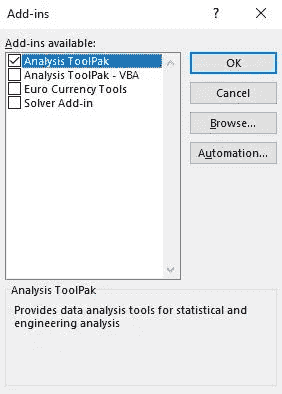 Add-ins ? ×
Add-ins available:
Analysis ToolPak
Analysis ToolPak - VBA
Euro Currency Tools
Solver Add-in
OK
Cancel
Browse...
Automation...
Analysis ToolPak
Provides data analysis tools for statistical and
engineering analysis